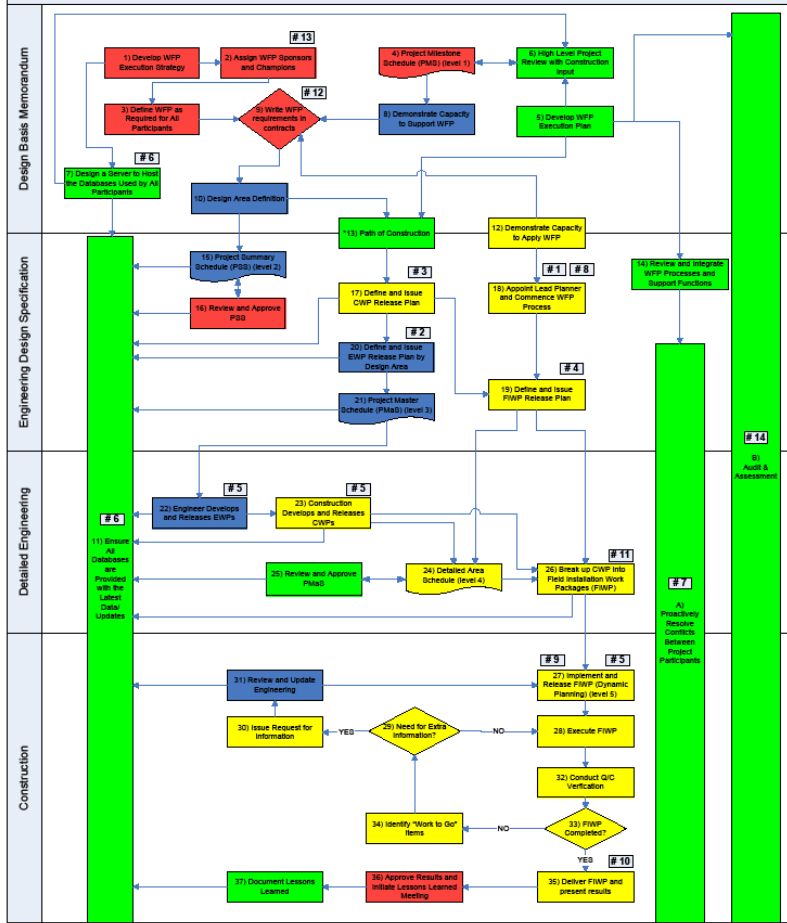 Design Basis Memorandum
# 13
1) Develop WFP
Execution Strategy
2) Assign WFP Sponsors
and Champions
4) Project Milestone
Schedule (PMS) (level 1)
6) High Level Project
Review with Construction
Input
# 12
3) Define WFP as
Required for All
Participants
9) Write WFP
requirements in
contracts
8) Demonstrate Capacity
to Support WFP
5) Develop WFP
Execution Plan
# 6
7) Design a Server to Host
the Databases Used by All
Participants
10) Design Area Definition
*13) Path of Construction
12) Demonstrate Capacity
to Apply WFP
Engineering Design Specification
15) Project Summary
Schedule (PSS) (level 2)
14) Review and Integrate
WFP Processes and
Support Functions
# 3
# 1
# 8
16) Review and Approve
PSS
17) Define and Issue
CWP Release Plan
18) Appoint Lead Planner
and Commence WFP
Process
# 2
20) Define and Issue
EWP Release Plan by
Design Area
# 4
19) Define and Issue
FIWP Release Plan
21) Project Master
Schedule (PMaS) (level 3)
# 14
B)
Audit &
Assessment
Detailed Engineering
# 5
# 5
22) Engineer Develops
and Releases EWPs
23) Construction
Develops and Releases
CWPs
# 6
11) Ensure
All
Databases
are
Provided
with the
Latest
Data/
Updates
# 11
25) Review and Approve
PMaS
24) Detailed Area
Schedule (level 4)
26) Break up CWP Into
Field Installation Work
Packages (FIWP)
# 7
A)
Proactively
Resolve
Conflicts
Between
Project
Participants
Construction
# 9
# 5
31) Review and Update
Engineering
27) Implement and
Release FIWP (Dynamic
Planning) (level 5)
30) Issue Request for
Information
YES
29) Need for Extra
Information?
NO
28) Execute FIWP
32) Conduct Q/C
Verfication
34) Identify "Work to Go"
Items
NO
33) FIWP
Completed?
YES
# 10
37) Document Lessons
Learned
36) Approve Results and
Initiate Lessons Learned
Meeting
35) Deliver FIWP and
present results